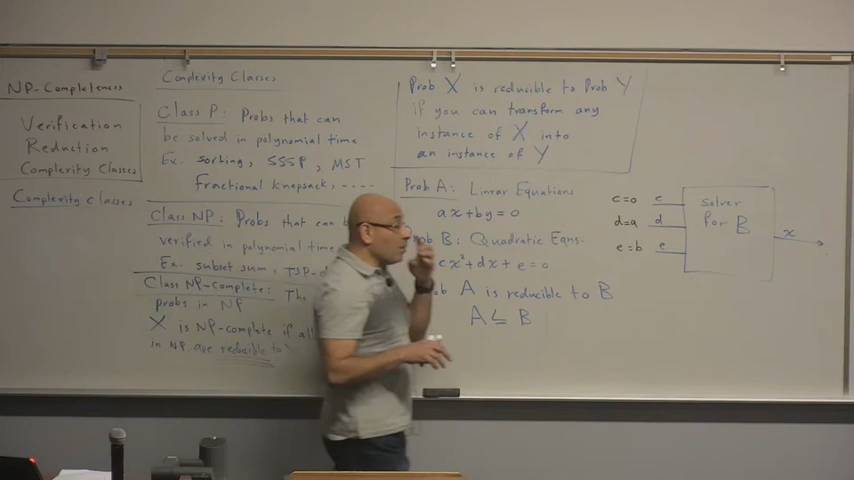 NP-Completeness
Verification
Reduction
Complexity Classes
Complexity Classes
Complexity Classes
Class P: Probs that can
be solved in polynomial time
Ex. sorting, SSSP, MST
Fractional knapsack, ....
Class NP: Probs that can b
verified in polynomial time
Ex. subset sum, TSP-D
Class NP-Complete: Th
probs in NP
X is NP-complete if all
in NP are reducible to
Prob X is reducible to Prob Y
if you can transform any
instance of X into
an instance of Y
Prob A: Linear Equations
ax+by=0
ob B: Quadratic Eqns.
cx²+dx+e=0
ob A is reducible to B
A ≤ B
c=0 c
d=a d
e=b e
Solver
for B
x